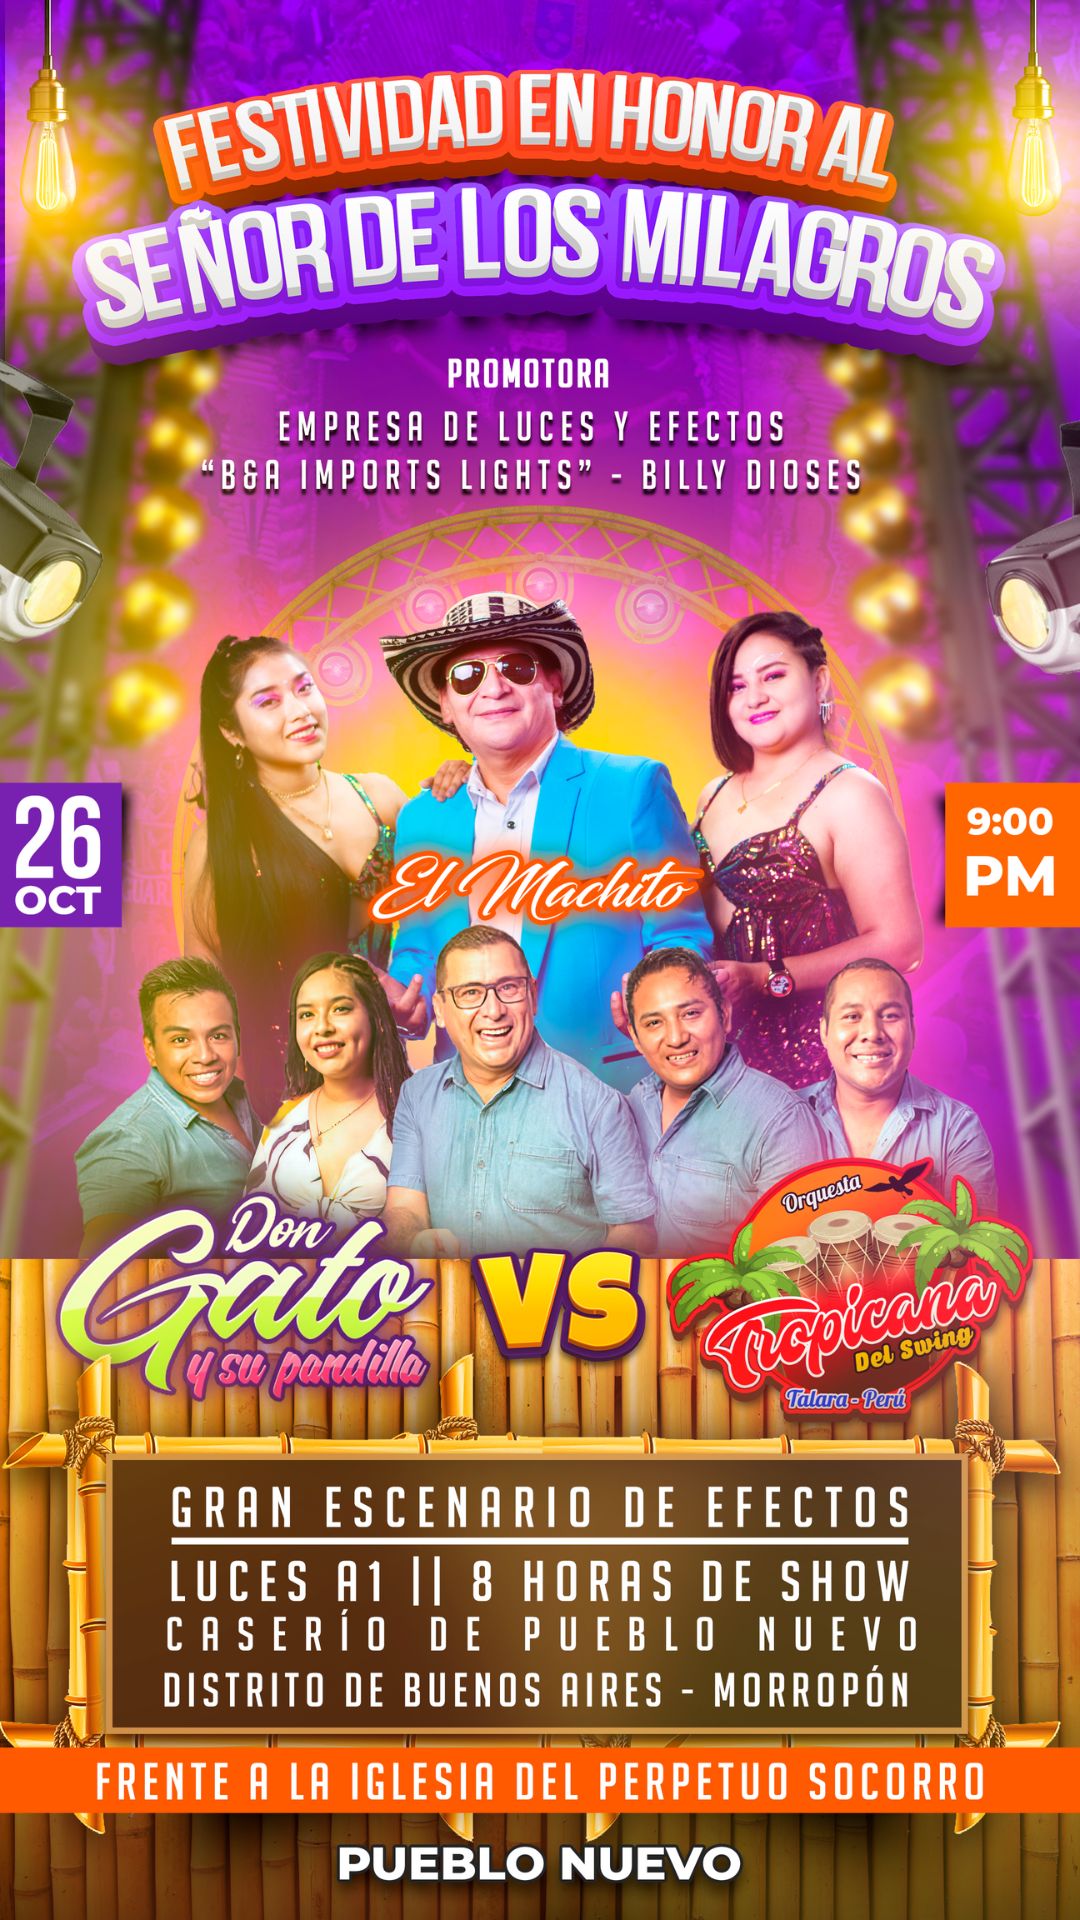 FESTIVIDAD EN HONOR AL
SEÑOR DE LOS MILAGROS
PROMOTORA
EMPRESA DE LUCES Y EFECTOS
“B&A IMPORTS LIGHTS” - BILLY DIOSES
26
OCT
9:00
PM
El Machito
Don
Gato
y su pandilla
VS
Orquesta
Tropicana
Del Swing
Talara - Perú
GRAN ESCENARIO DE EFECTOS
LUCES A1 || 8 HORAS DE SHOW
CASERÍO DE PUEBLO NUEVO
DISTRITO DE BUENOS AIRES - MORROPÓN
FRENTE A LA IGLESIA DEL PERPETUO SOCORRO
PUEBLO NUEVO